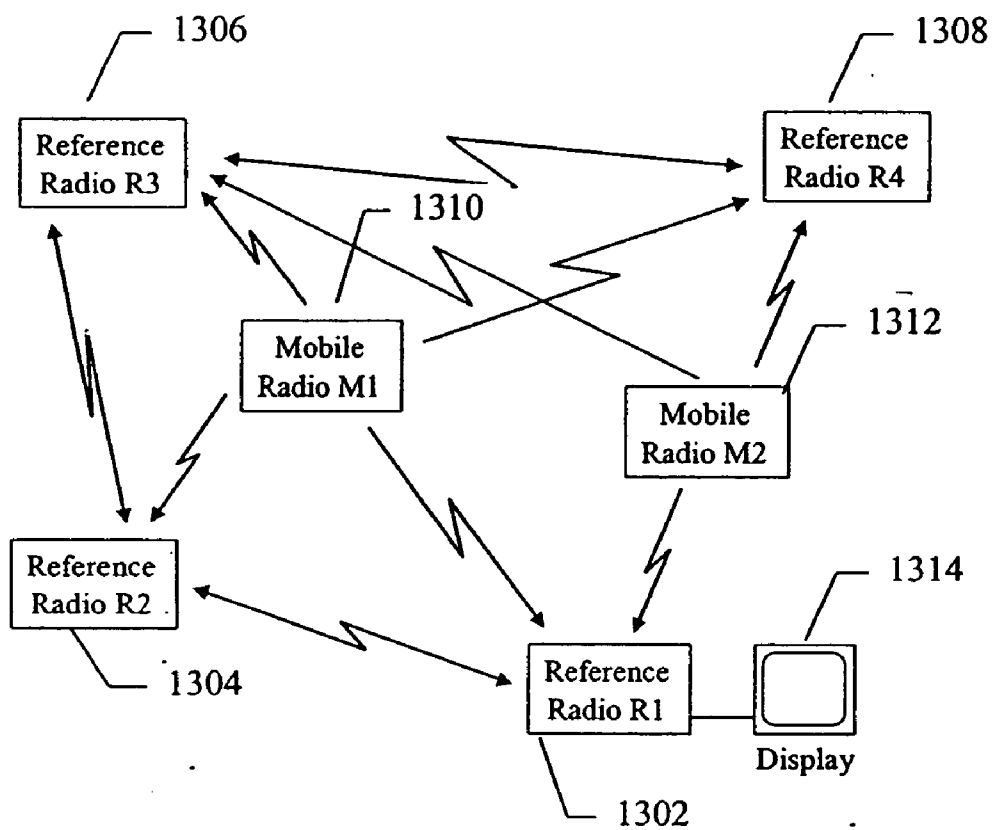 1306
1308
Reference
Radio R3
Reference
Radio R4
1310
1312
Mobile
Radio M1
Mobile
Radio M2
Reference
Radio R2
1314
1304
Reference
Radio R1
Display
1302